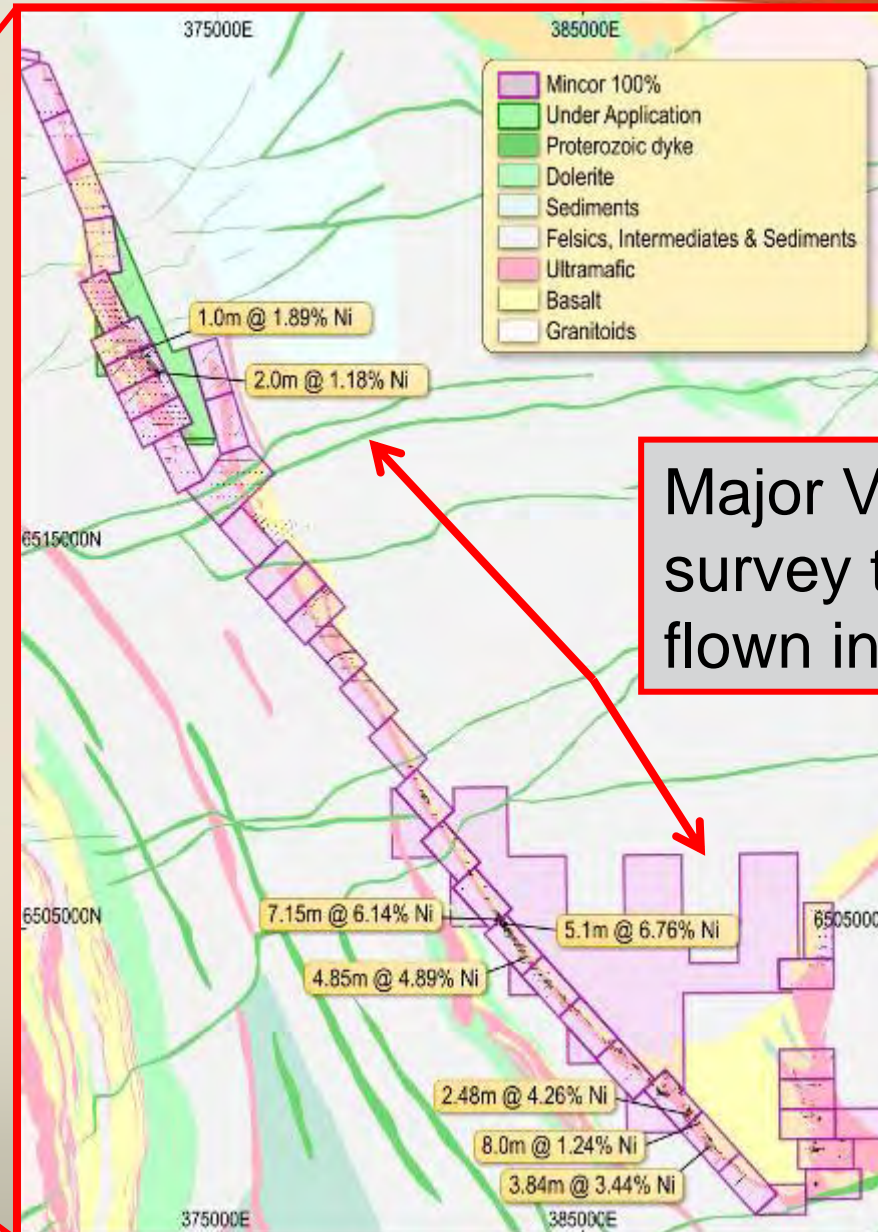 375000E
385000E
Mincor 100%
Under Application
Proterozoic dyke
Dolerite
Sediments
Felsics, Intermediates & Sediments
Ultramafic
Basalt
Granitoids
1.0m @ 1.89% Ni
2.0m @ 1.18% Ni
Major V
survey t
flown in
6515000N
6505000N
7.15m @ 6.14% Ni
5.1m @ 6.76% Ni
650500
4.85m @ 4.89% Ni
2.48m @ 4.26% Ni
8.0m @ 1.24% Ni
3.84m @ 3.44% Ni
375000E
385000E